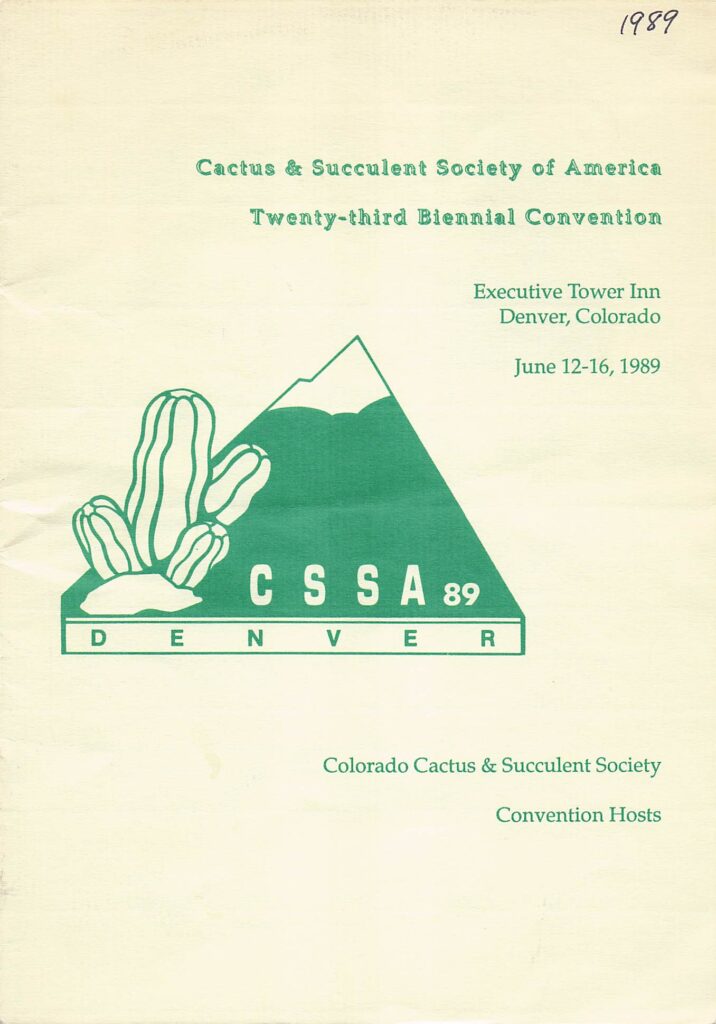 1989
Cactus & Succulent Society of America
Twenty-third Biennial Convention
Executive Tower Inn
Denver, Colorado
June 12-16, 1989
CSSA 89
DENVER
Colorado Cactus & Succulent Society
Convention Hosts